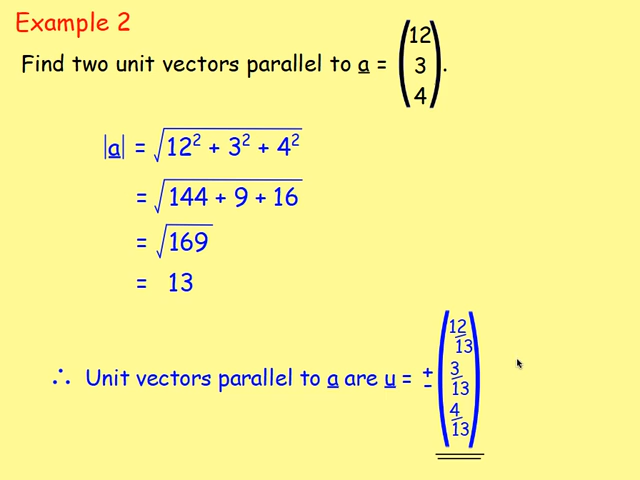 Example 2
Find two unit vectors parallel to a = (12 3 4).
|a| = √12² + 3² + 4²
= √144 + 9 + 16
= √169
= 13
∴ Unit vectors parallel to a are u = ± (12/13 3/13 4/13)